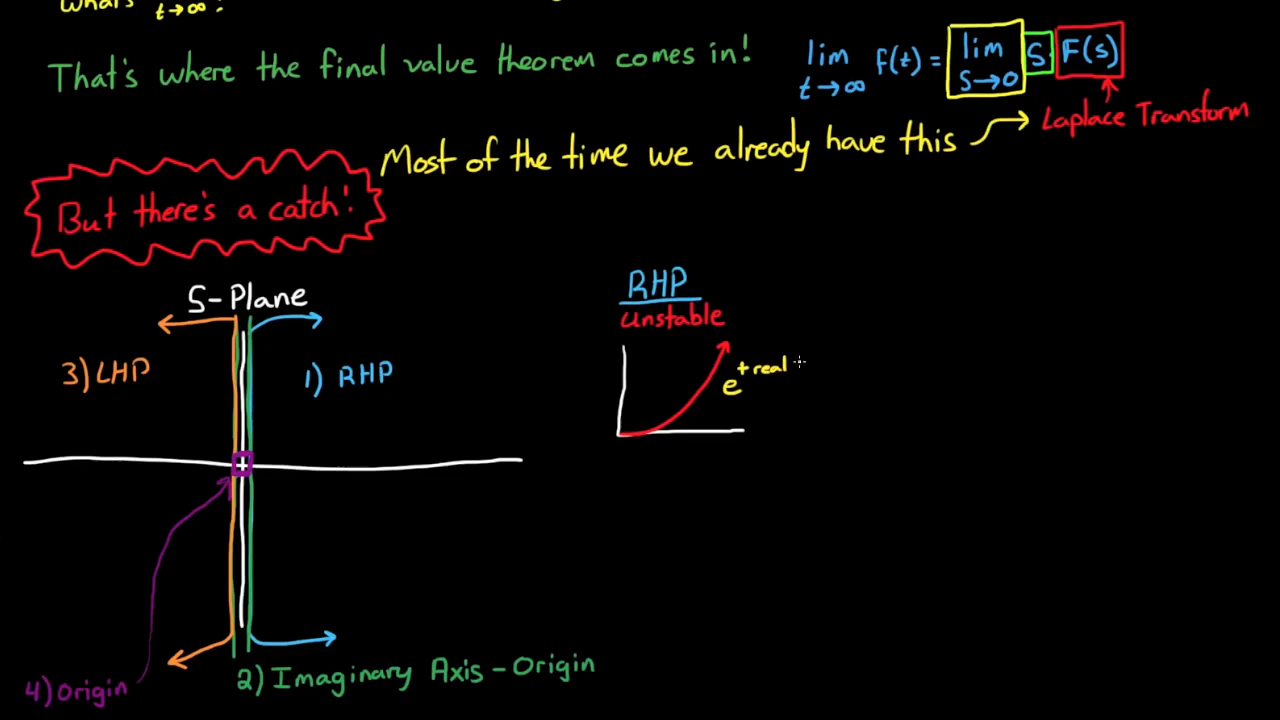 What's lim t→∞ ?
That's where the final value theorem comes in!
lim t→∞ f(t) = lim s→0 S F(s)
Laplace Transform
Most of the time we already have this
But there's a catch!
S-Plane
3) LHP
1) RHP
RHP
Unstable
e^+real
2) Imaginary Axis - Origin
4) Origin